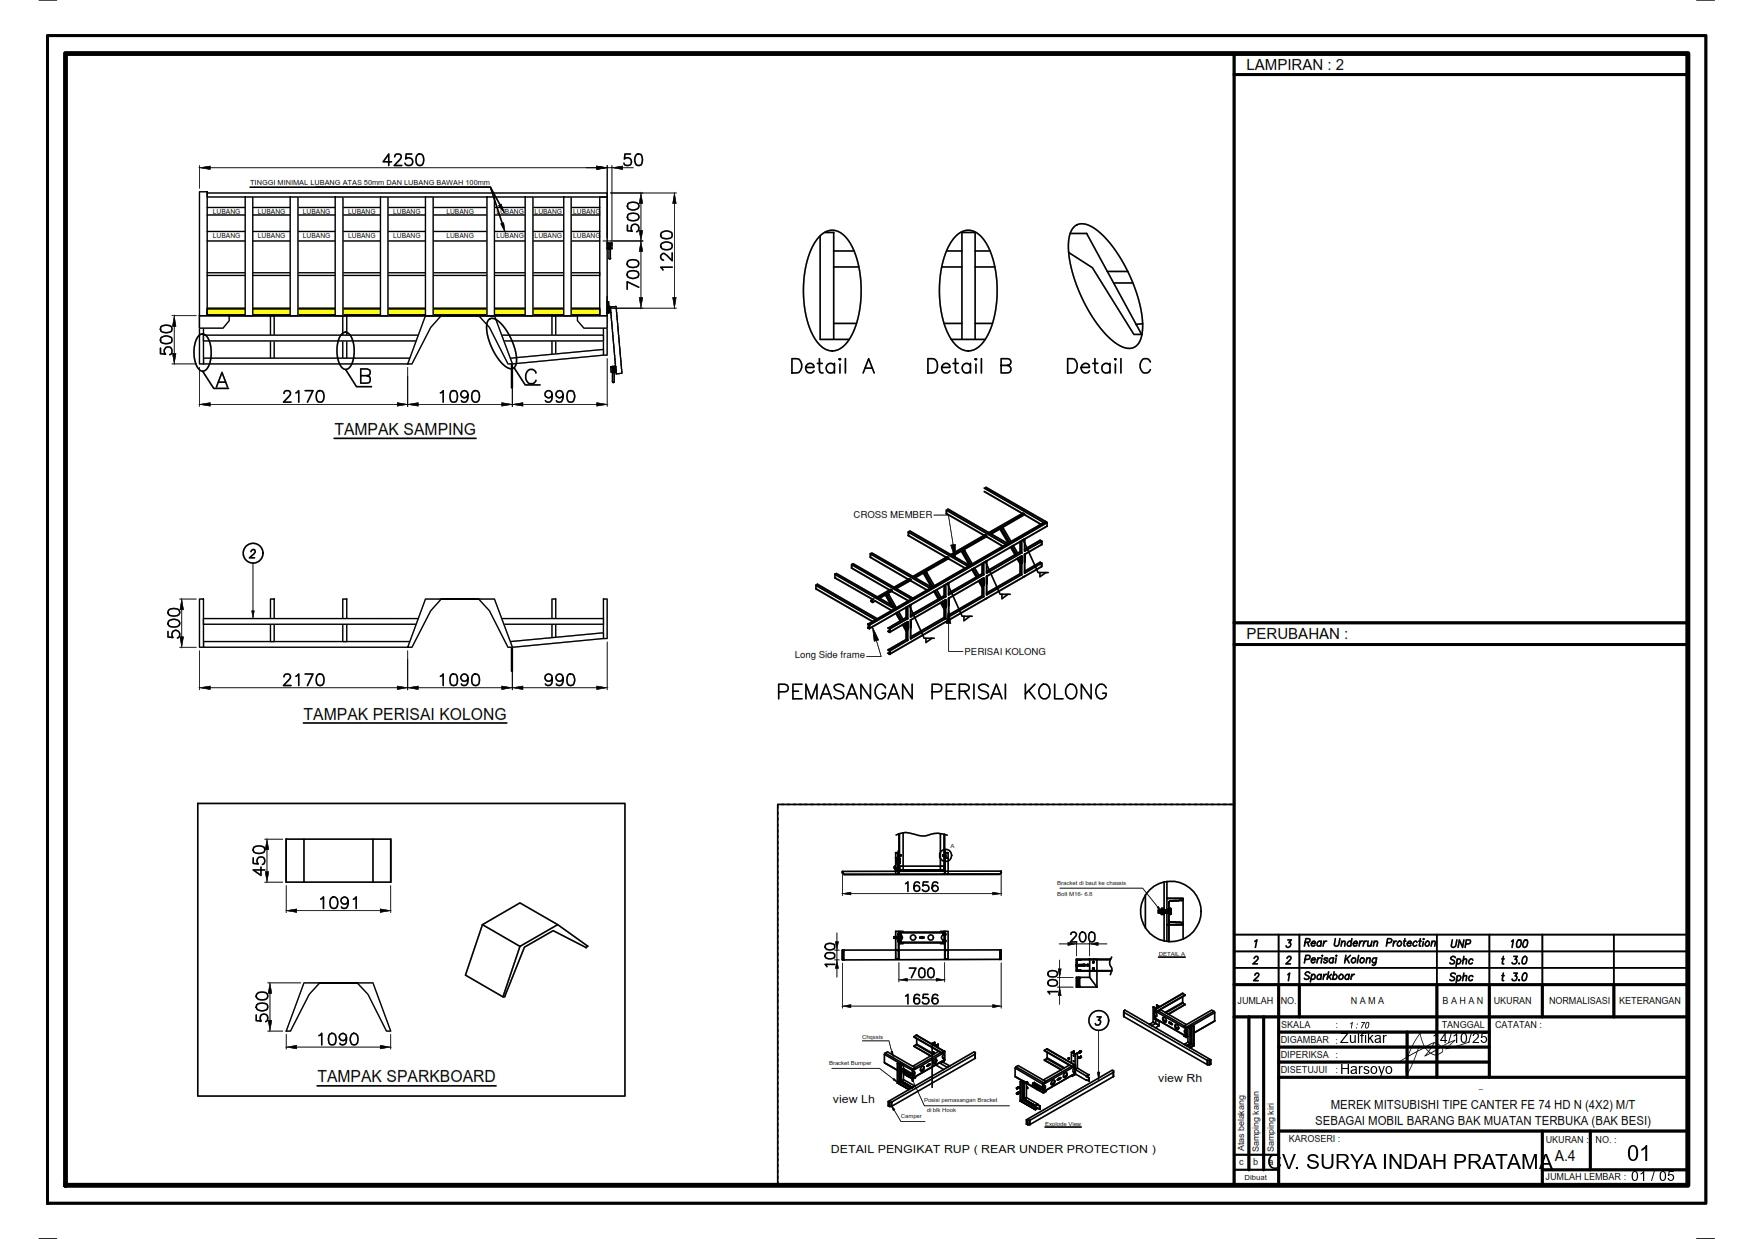 LAMPIRAN : 2
4250
50
TINGGI MINIMAL LUBANG ATAS 50mm DAN LUBANG BAWAH 100mm
LUBANG LUBANG LUBANG LUBANG LUBANG LUBANG LUBANG LUBANG LUBANG
LUBANG LUBANG LUBANG LUBANG LUBANG LUBANG LUBANG LUBANG LUBANG
500
700
1200
500
A
B
C
2170
1090
990
TAMPAK SAMPING
Detail A
Detail B
Detail C
2
500
2170
1090
990
TAMPAK PERISAI KOLONG
CROSS MEMBER
Long Side frame
PERISAI KOLONG
PEMASANGAN PERISAI KOLONG
PERUBAHAN :
450
1091
500
1090
TAMPAK SPARKBOARD
A
1656
100
700
1656
Bracket di baut ke chassis
Bolt M16- 6.8
DETAIL A
200
100
3
Chassis
Bracket Bumper
view Lh
Posisi pemasangan Bracket
di blk Hook
Camper
Explode View
view Rh
DETAIL PENGIKAT RUP ( REAR UNDER PROTECTION )
1 3 Rear Underrun Protection UNP 100
2 2 Perisai Kolong Sphc t 3.0
2 1 Sparkboar Sphc t 3.0
JUMLAH NO. N A M A B A H A N UKURAN NORMALISASI KETERANGAN
SKALA : 1 : 70 TANGGAL CATATAN :
DIGAMBAR : Zulfikar 14/10/25
DIPERIKSA :
DISETUJUI : Harsoyo
Atas belakang
Samping kanan
Samping kiri
c b a
Dibuat
MEREK MITSUBISHI TIPE CANTER FE 74 HD N (4X2) M/T
SEBAGAI MOBIL BARANG BAK MUATAN TERBUKA (BAK BESI)
KAROSERI :
CV. SURYA INDAH PRATAMA
UKURAN : A.4
NO. : 01
JUMLAH LEMBAR : 01 / 05